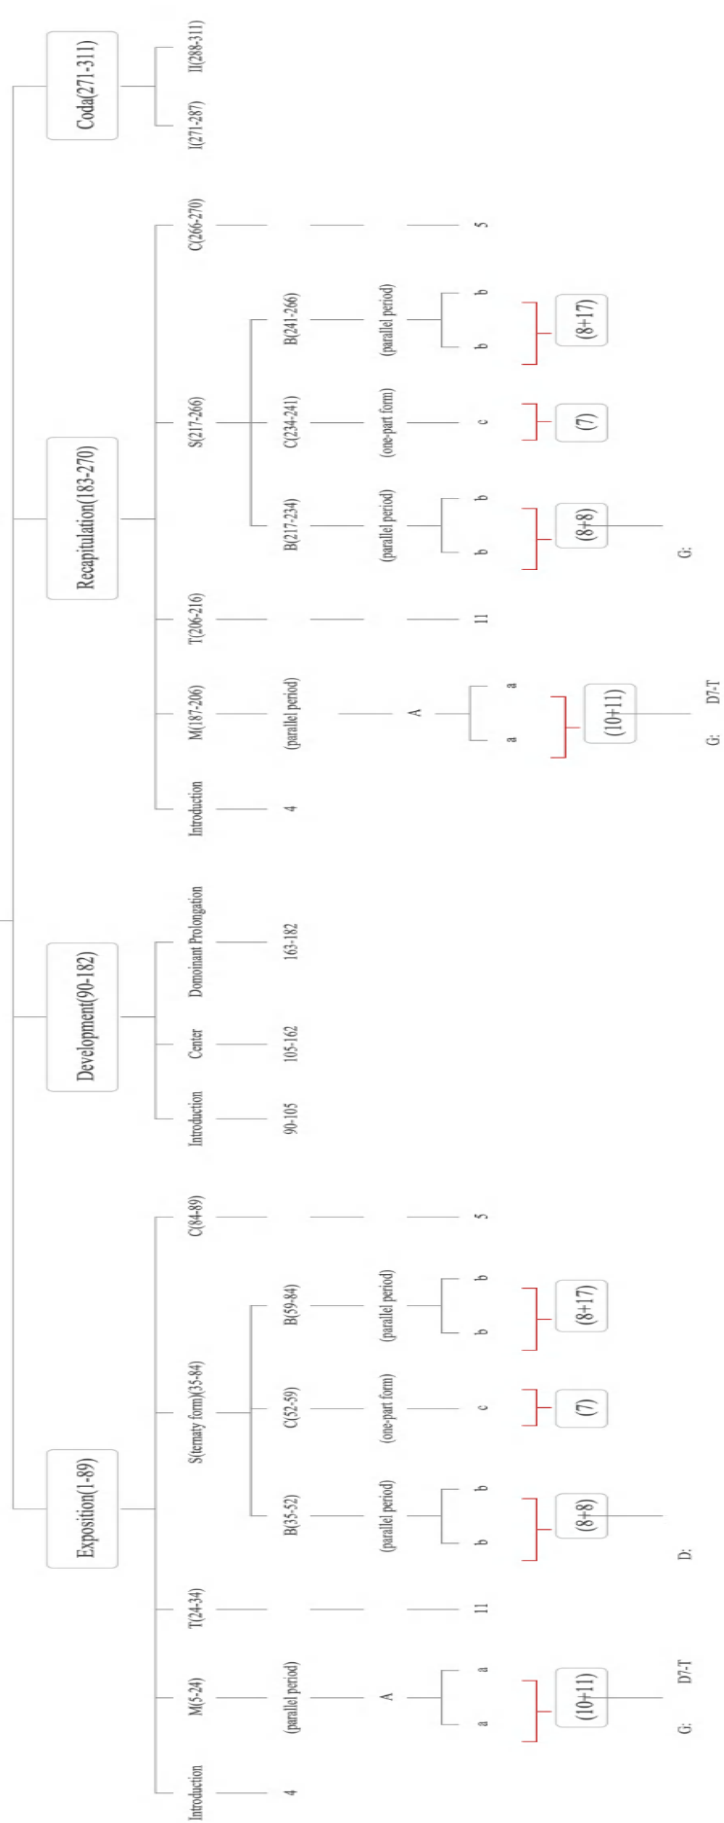 Exposition(1-89)
Development(90-182)
Recapitulation(183-270)
Coda(271-311)
Introduction
M(5-24)
T(24-34)
S(ternaty form)(35-84)
C(84-89)
Introduction
Center
Domoinant Prolongation
Introduction
M(187-206)
T(206-216)
S(217-266)
C(266-270)
I(271-287)
II(288-311)
4
(parallel period)
B(35-52)
C(52-59)
B(59-84)
90-105
105-162
163-182
4
(parallel period)
B(217-234)
C(234-241)
B(241-266)
(parallel period)
(one-part form)
(parallel period)
(parallel period)
(one-part form)
(parallel period)
A
A
a
a
11
b
b
c
b
b
5
a
a
11
b
b
c
b
b
5
(10+11)
(8+8)
(7)
(8+17)
(10+11)
(8+8)
(7)
(8+17)
G:
D7-T
D:
G:
D7-T
G: